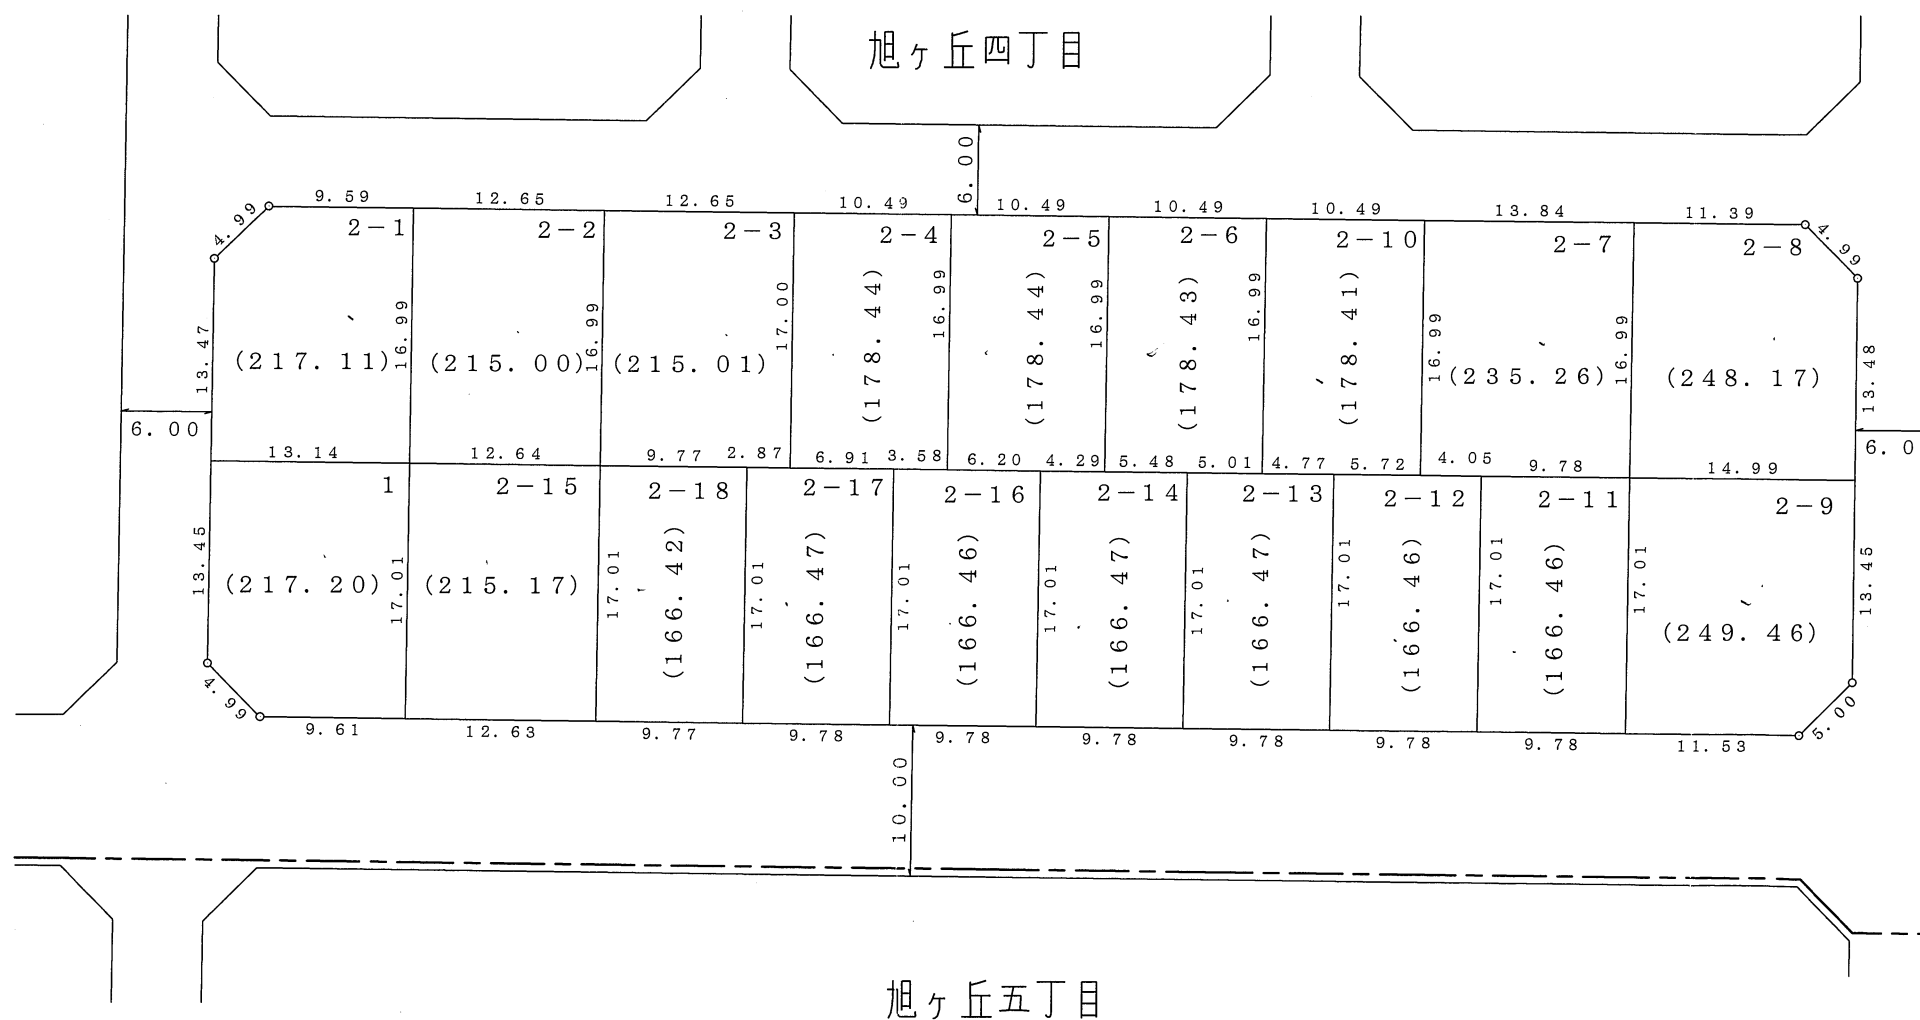 旭ヶ丘四丁目
6.00
9.59 12.65 12.65 10.49 10.49 10.49 10.49 13.84 11.39
4.99 4.99
2-1 2-2 2-3 2-4 2-5 2-6 2-10 2-7 2-8
13.47 16.99 16.99 17.00 16.99 16.99 16.99 16.99 16.99 13.48
(217.11) (215.00) (215.01) (178.44) (178.44) (178.43) (178.41) (235.26) (248.17)
6.00 6.0
13.14 12.64 9.77 2.87 6.91 3.58 6.20 4.29 5.48 5.01 4.77 5.72 4.05 9.78 14.99
1 2-15 2-18 2-17 2-16 2-14 2-13 2-12 2-11 2-9
13.45 17.01 17.01 17.01 17.01 17.01 17.01 17.01 17.01 17.01 13.45
(217.20) (215.17) (166.42) (166.47) (166.46) (166.47) (166.47) (166.46) (166.46) (249.46)
4.99 5.00
9.61 12.63 9.77 9.78 9.78 9.78 9.78 9.78 9.78 11.53
10.00
旭ヶ丘五丁目